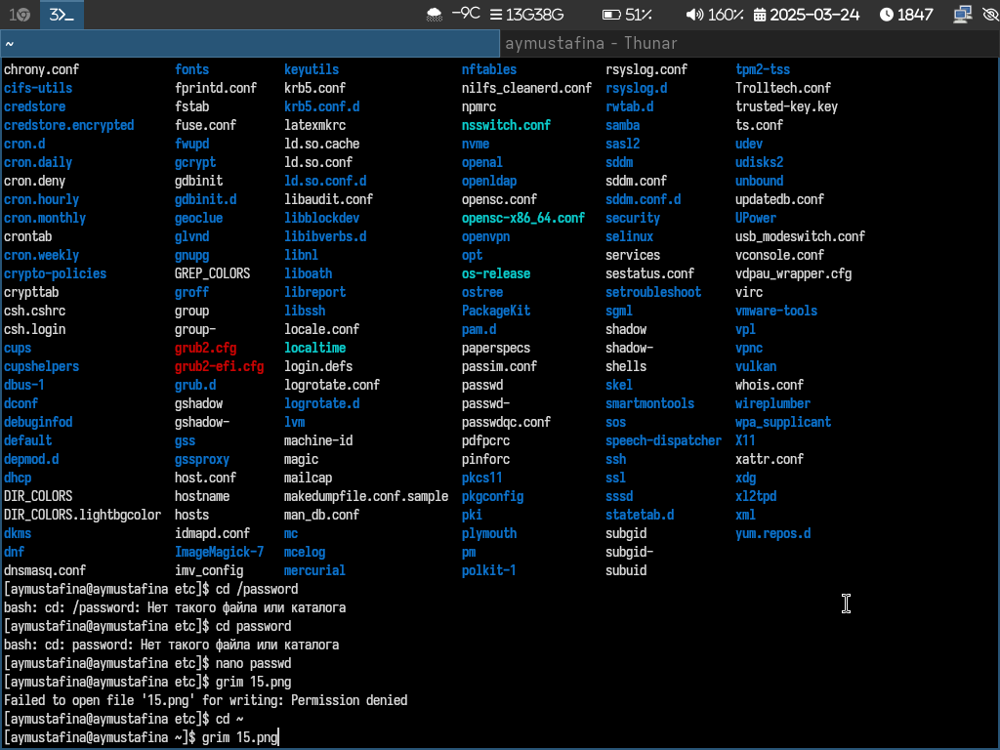 1 3>_ -9C 13G38G 51% 160% 2025-03-24 1847
~ aymustafina - Thunar
chrony.conf fonts keyutils nftables rsyslog.conf tpm2-tss
cifs-utils fprintd.conf krb5.conf nilfs_cleanerd.conf rsyslog.d Trolltech.conf
credstore fstab krb5.conf.d npmrc rwtab.d trusted-key.key
credstore.encrypted fuse.conf latexmkrc nsswitch.conf samba ts.conf
cron.d fwupd ld.so.cache nvme sasl2 udev
cron.daily gcrypt ld.so.conf openal sddm udisks2
cron.deny gdbinit ld.so.conf.d openldap sddm.conf unbound
cron.hourly gdbinit.d libaudit.conf opensc.conf sddm.conf.d updatedb.conf
cron.monthly geoclue libblockdev opensc-x86_64.conf security UPower
crontab glvnd libibverbs.d openvpn selinux usb_modeswitch.conf
cron.weekly gnupg libnl opt services vconsole.conf
crypto-policies GREP_COLORS liboath os-release sestatus.conf vdpau_wrapper.cfg
crypttab groff libreport ostree setroubleshoot virc
csh.cshrc group libssh PackageKit sgml vmware-tools
csh.login group- locale.conf pam.d shadow vpl
cups grub2.cfg localtime paperspecs shadow- vpnc
cupshelpers grub2-efi.cfg login.defs passim.conf shells vulkan
dbus-1 grub.d logrotate.conf passwd skel whois.conf
dconf gshadow logrotate.d passwd- smartmontools wireplumber
debuginfod gshadow- lvm passwdqc.conf sos wpa_supplicant
default gss machine-id pdfpcrc speech-dispatcher X11
depmod.d gssproxy magic pinforc ssh xattr.conf
dhcp host.conf mailcap pkcs11 ssl xdg
DIR_COLORS hostname makedumpfile.conf.sample pkgconfig sssd xl2tpd
DIR_COLORS.lightbgcolor hosts man_db.conf pki statetab.d xml
dkms idmapd.conf mc plymouth subgid yum.repos.d
dnf ImageMagick-7 mcelog pm subgid-
dnsmasq.conf imv_config mercurial polkit-1 subuid
[aymustafina@aymustafina etc]$ cd /password
bash: cd: /password: Нет такого файла или каталога
[aymustafina@aymustafina etc]$ cd password
bash: cd: password: Нет такого файла или каталога
[aymustafina@aymustafina etc]$ nano passwd
[aymustafina@aymustafina etc]$ grim 15.png
Failed to open file '15.png' for writing: Permission denied
[aymustafina@aymustafina etc]$ cd ~
[aymustafina@aymustafina ~]$ grim 15.png